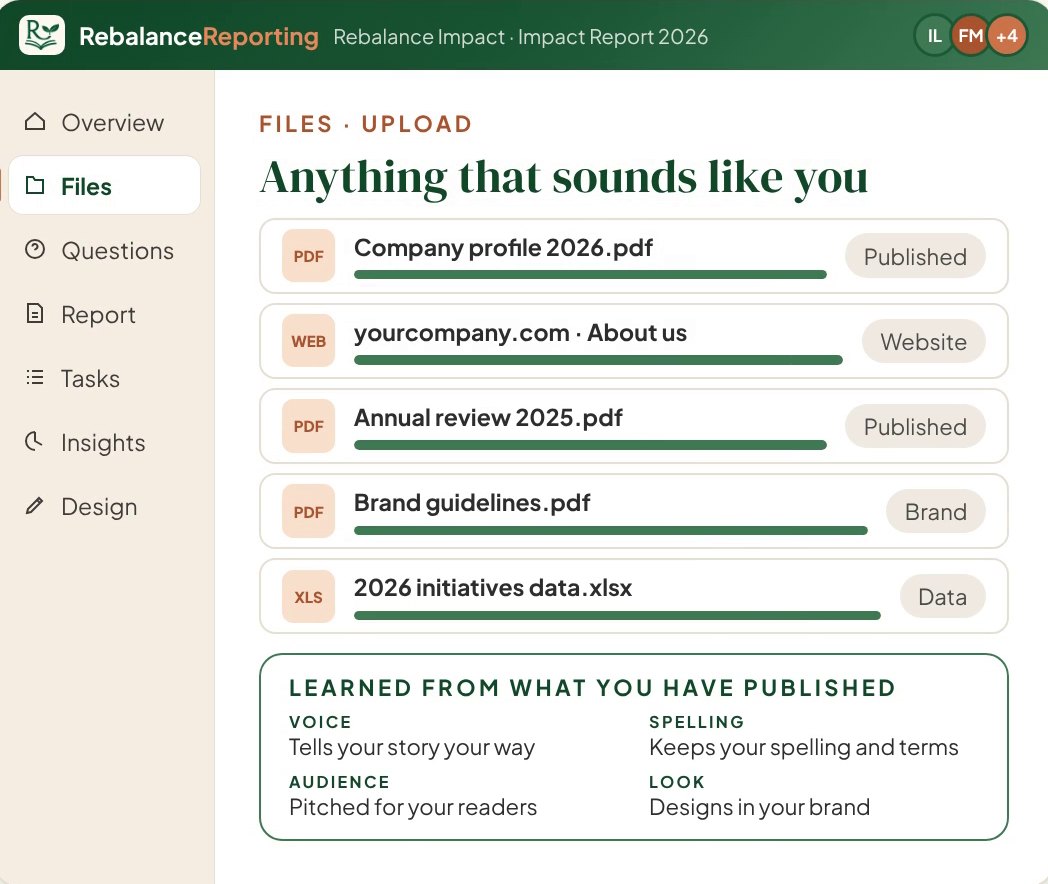 RebalanceReporting Rebalance Impact · Impact Report 2026 IL FM +4
Overview
Files
Questions
Report
Tasks
Insights
Design
FILES · UPLOAD
Anything that sounds like you
PDF Company profile 2026.pdf Published
WEB yourcompany.com · About us Website
PDF Annual review 2025.pdf Published
PDF Brand guidelines.pdf Brand
XLS 2026 initiatives data.xlsx Data
LEARNED FROM WHAT YOU HAVE PUBLISHED
VOICE
Tells your story your way
SPELLING
Keeps your spelling and terms
AUDIENCE
Pitched for your readers
LOOK
Designs in your brand